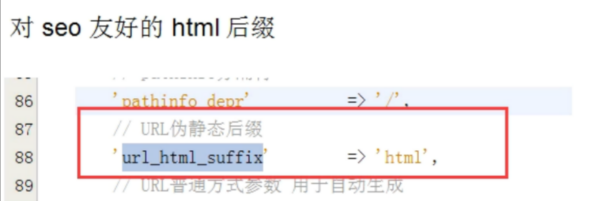 对 seo 友好的 html 后缀
86 'pathinfo_depr' => '/',
87 // URL伪静态后缀
88 'url_html_suffix' => 'html',
89 // URL普通方式参数 用于自动生成